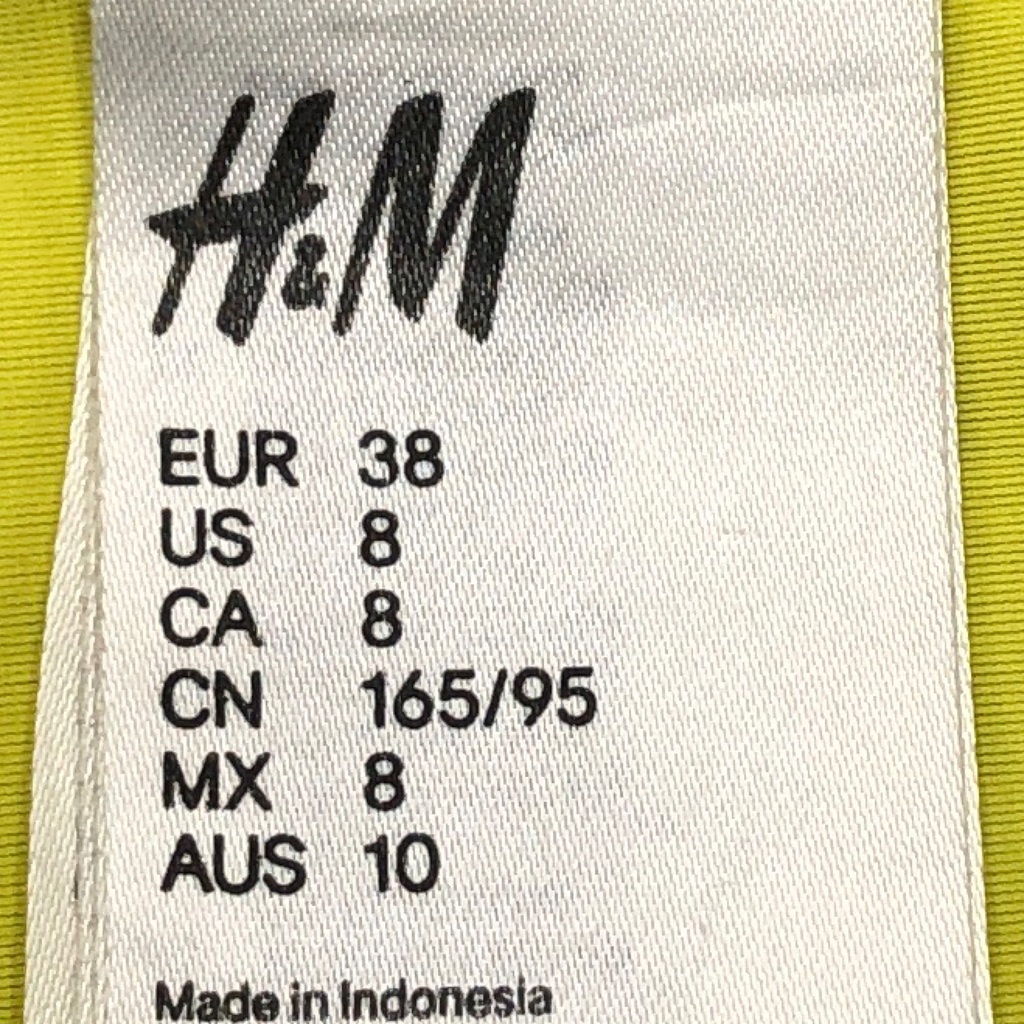 H&M
EUR 38
US 8
CA 8
CN 165/95
MX 8
AUS 10
Made in Indonesia